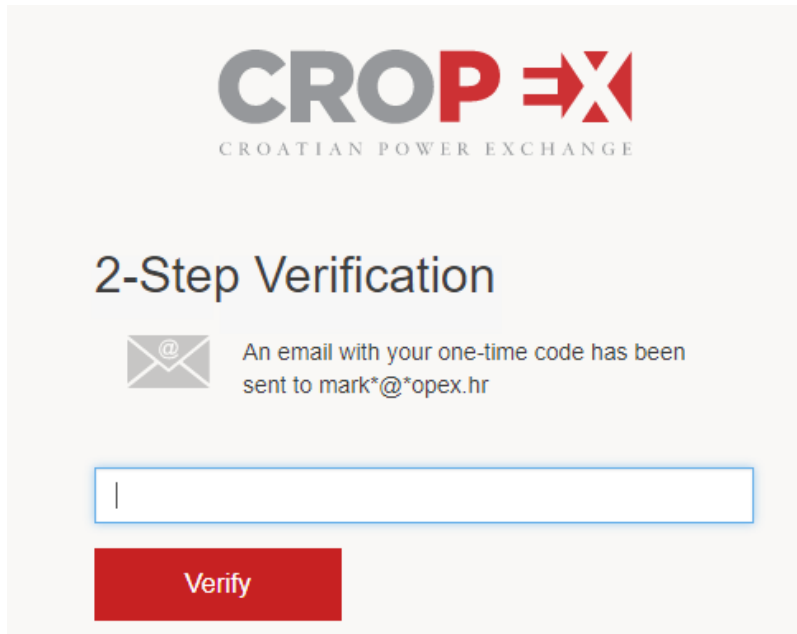 CROPEX
CROATIAN POWER EXCHANGE
2-Step Verification
@
An email with your one-time code has been
sent to mark*@*opex.hr
Verify